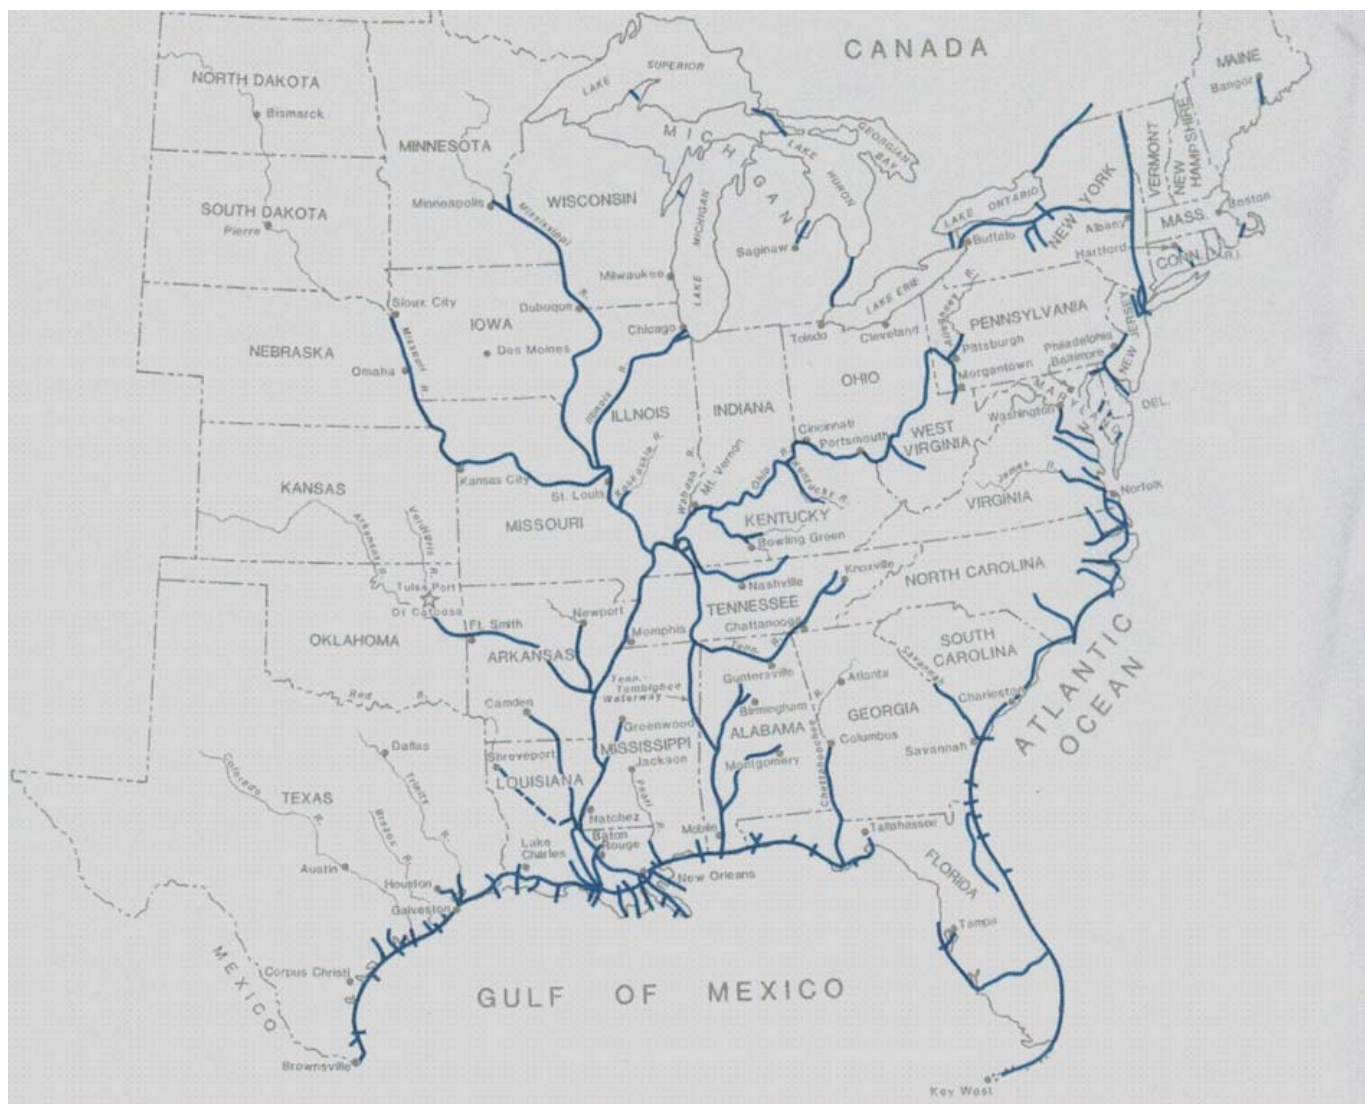 CANADA
LAKE SUPERIOR
MAINE
Bangor
NORTH DAKOTA
Bismarck
MINNESOTA
MICHIGAN
LAKE HURON
GEORGIAN BAY
VERMONT
NEW HAMPSHIRE
SOUTH DAKOTA
Pierre
Minneapolis
Mississippi R.
WISCONSIN
LAKE MICHIGAN
LAKE ONTARIO
NEW YORK
Albany
MASS.
Boston
Saginaw
Buffalo
Hartford
CONN.
R.I.
Milwaukee
LAKE ERIE
Sioux City
IOWA
Dubuque
Des Moines
Chicago
Toledo
Cleveland
PENNSYLVANIA
NEW JERSEY
NEBRASKA
Missouri R.
Omaha
Illinois R.
ILLNOIS
INDIANA
OHIO
Pittsburgh
Philadelphia
Baltimore
Morgantown
MARYLAND
Washington
DEL.
Cincinnati
Portsmouth
WEST VIRGINIA
KANSAS
Kansas City
St. Louis
Kaskaskia R.
Wabash R.
Mt. Vernon
Ohio R.
Kentucky R.
James R.
VIRGINIA
Norfolk
MISSOURI
KENTUCKY
Bowling Green
Arkansas R.
Verdigris R.
Tulsa Port
Of Catoosa
Nashville
Knoxville
NORTH CAROLINA
OKLAHOMA
Ft. Smith
Newport
ARKANSAS
Memphis
TENNESSEE
Chattanooga
Tenn. R.
SOUTH CAROLINA
Savannah
Charleston
ATLANTIC OCEAN
Red R.
Camden
Tenn.-
Tombigbee
Waterway
Guntersville
Birmingham
Atlanta
GEORGIA
ALABAMA
Greenwood
MISSISSIPPI
Columbus
Chattahoochee R.
Savannah
Montgomery
Dallas
Shreveport
LOUISIANA
Jackson
Pearl R.
Colorado R.
TEXAS
Trinity R.
Brazos R.
Natchez
Baton Rouge
Mobile
Tallahassee
Lake Charles
New Orleans
FLORIDA
Austin
Houston
Galveston
Tampa
MEXICO
Corpus Christi
GULF OF MEXICO
Brownsville
Key West